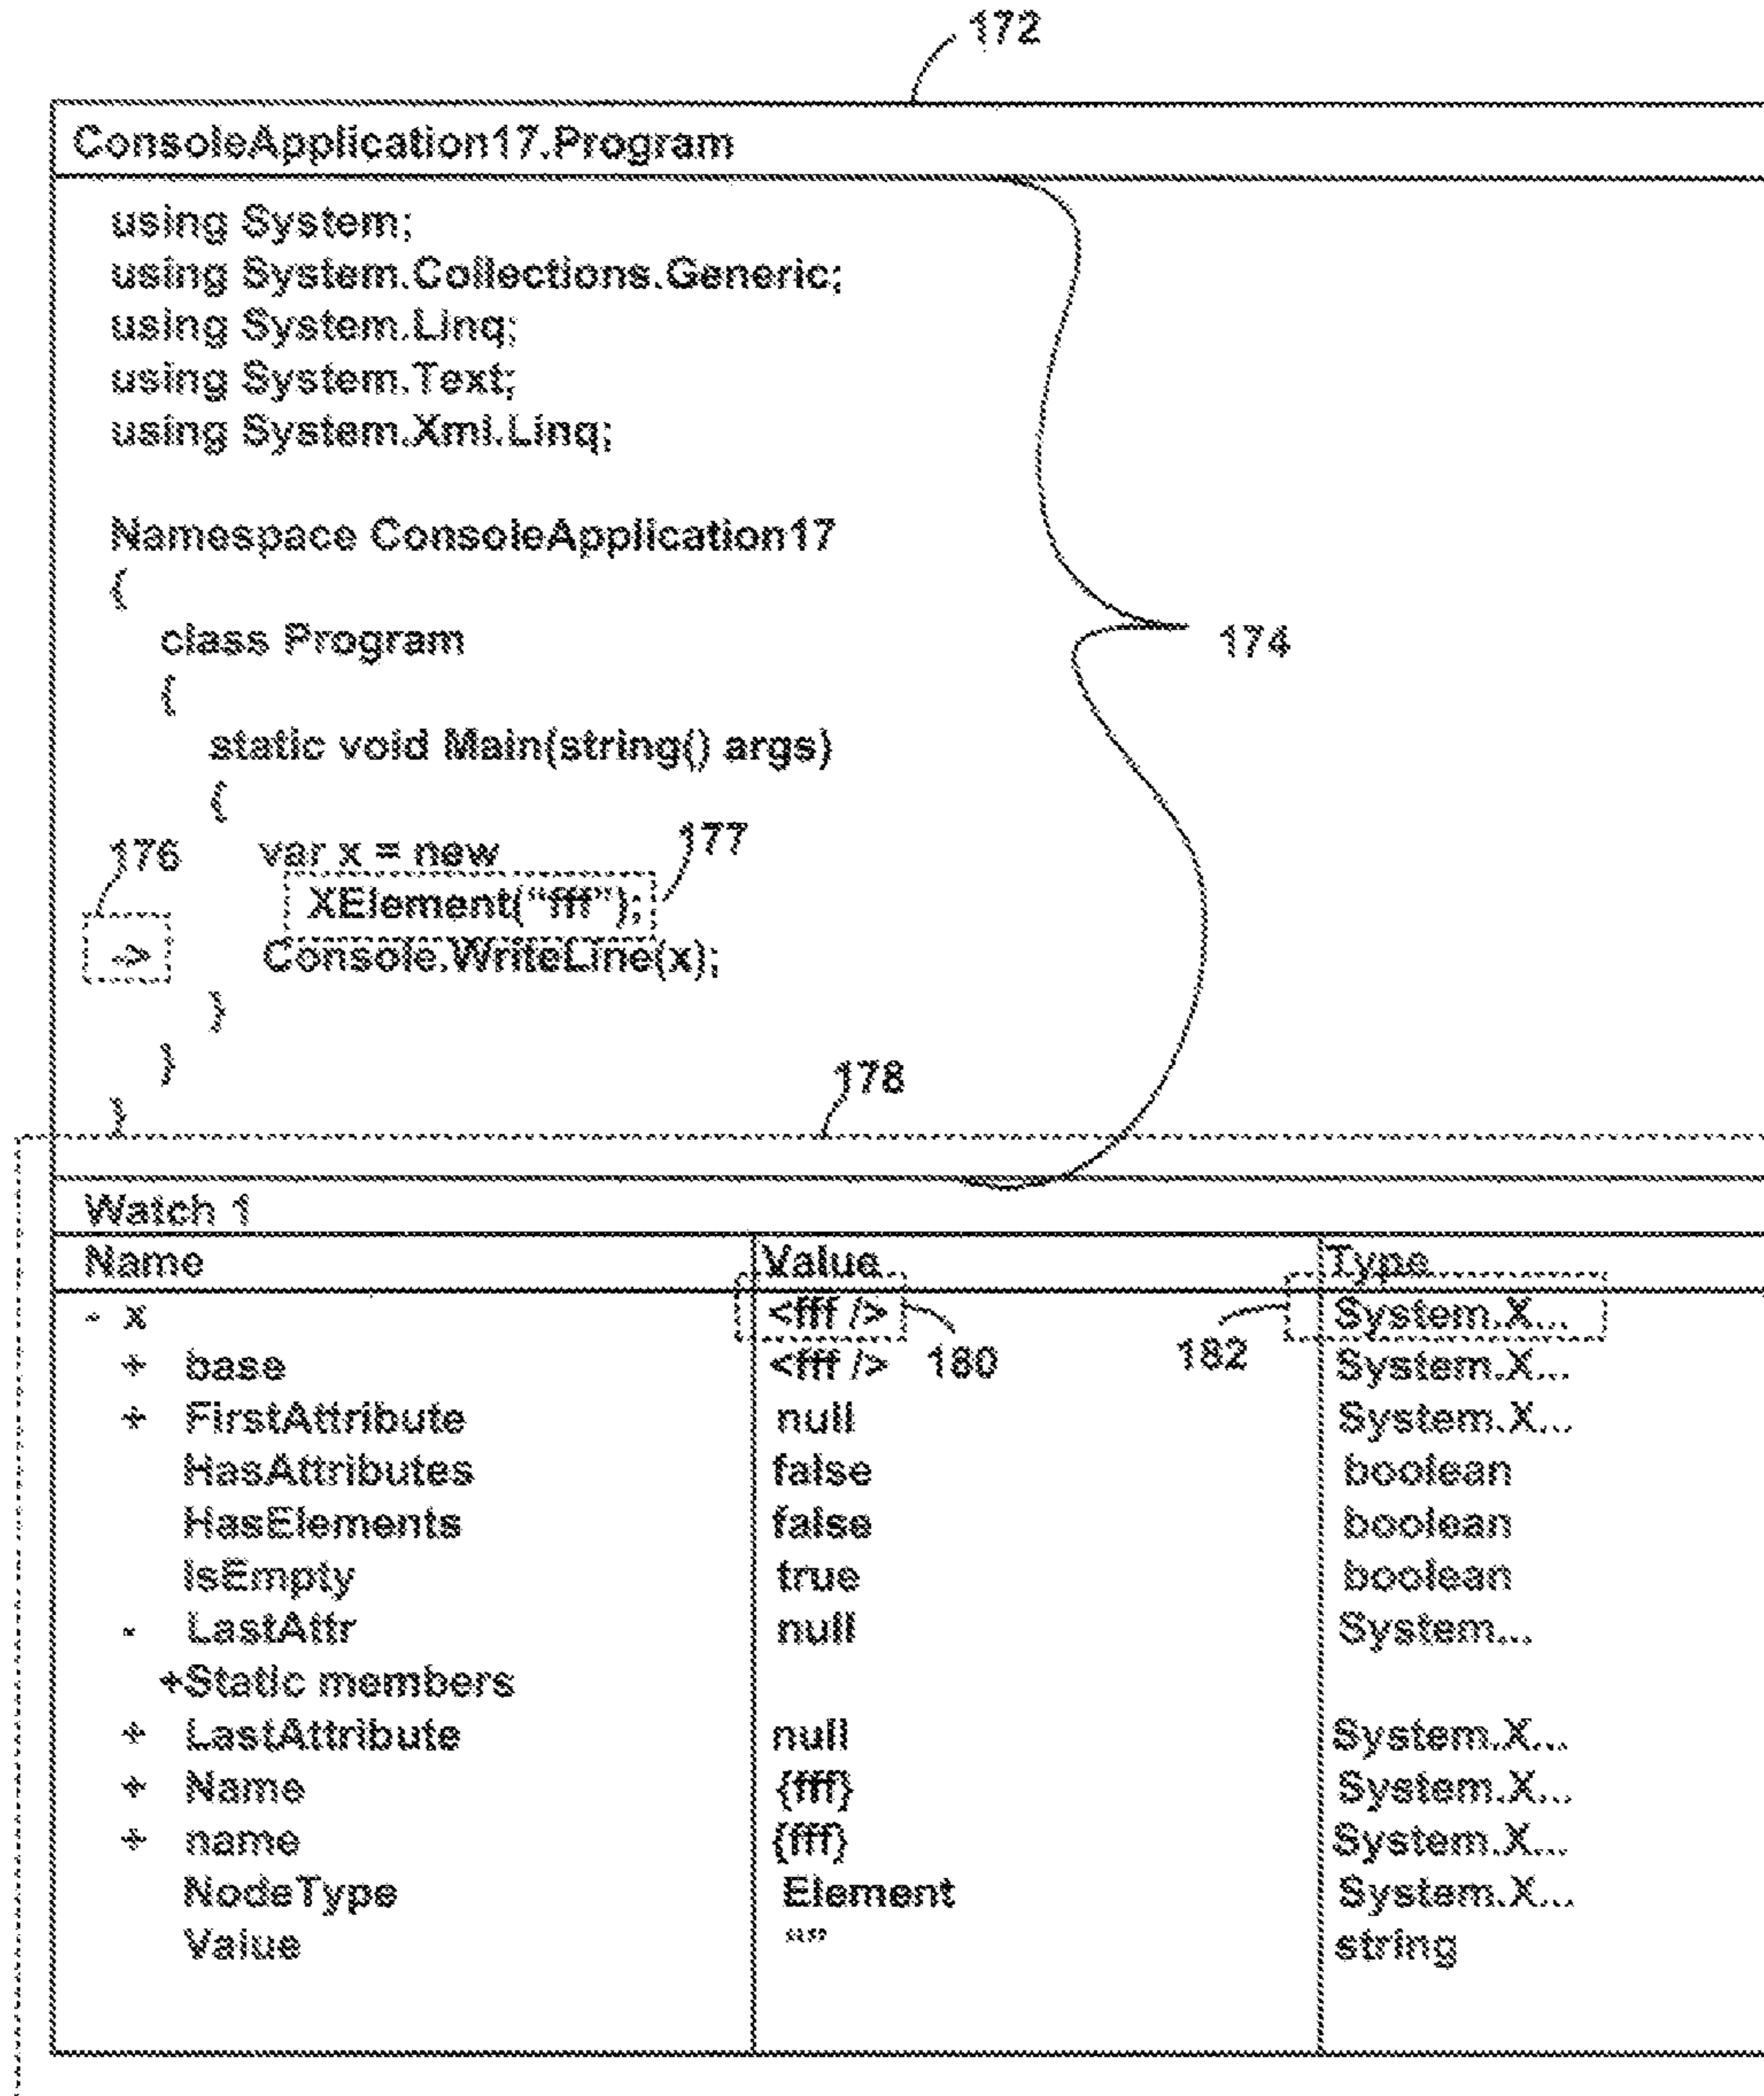 172
ConsoleApplication17.Program
using System;
using System.Collections.Generic;
using System.Linq;
using System.Text;
using System.Xml.Linq;
Namespace ConsoleApplication17
{
class Program
{
174
static void Main(string() args)
{
176 var x = new 177
XElement("fff");
-> Console.WriteLine(x);
}
}
178
}
Watch 1
Name Value Type
- x <fff /> System.X...
180 182
+ base <fff /> System.X...
+ FirstAttribute null System.X...
HasAttributes false boolean
HasElements false boolean
IsEmpty true boolean
- LastAttr null System...
+Static members
+ LastAttribute null System.X...
+ Name {fff} System.X...
+ name {fff} System.X...
NodeType Element System.X...
Value “” string